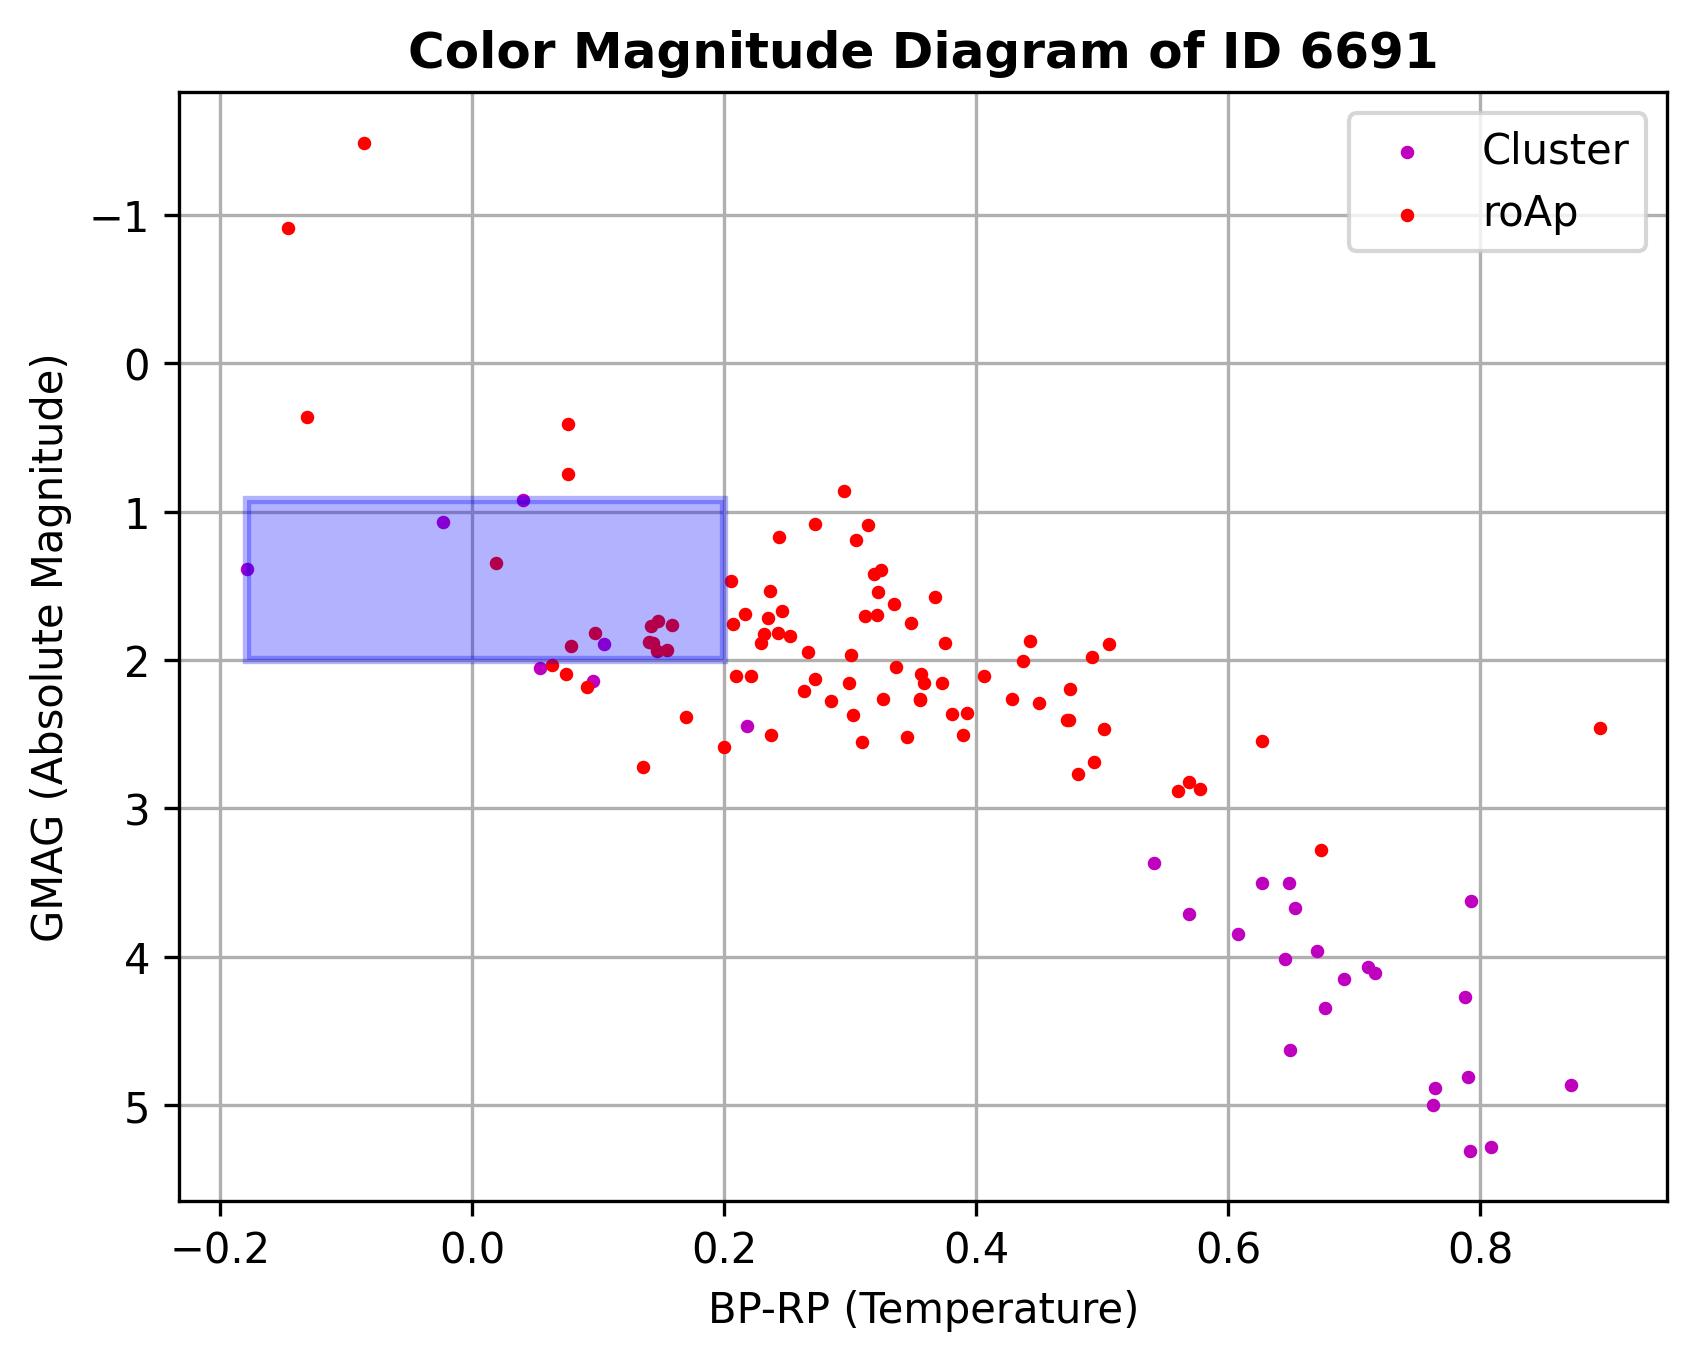 Color Magnitude Diagram of ID 6691
Cluster
roAp
GMAG (Absolute Magnitude)
−1
0
1
2
3
4
5
−0.2 0.0 0.2 0.4 0.6 0.8
BP-RP (Temperature)